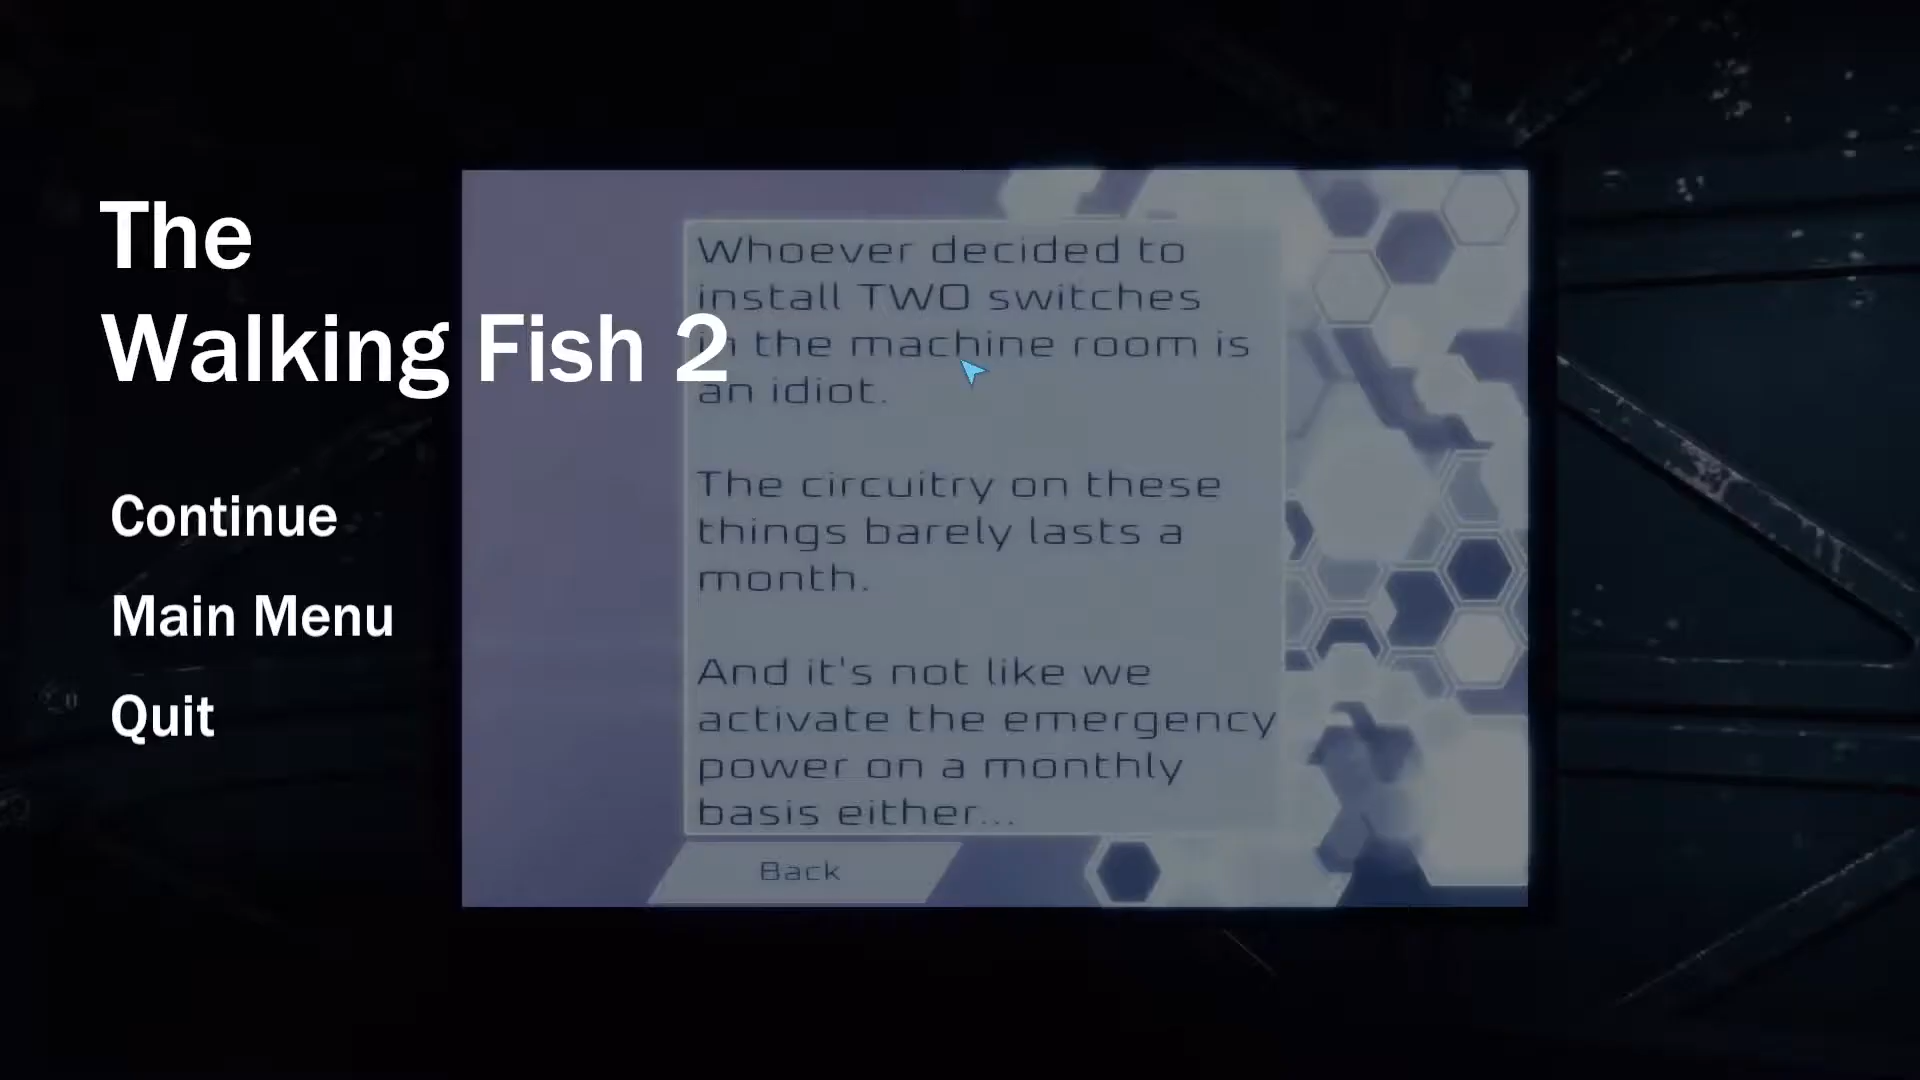 The
Walking Fish 2
Continue
Main Menu
Quit
Whoever decided to
install TWO switches
in the machine room is
an idiot.
The circuitry on these
things barely lasts a
month.
And it's not like we
activate the emergency
power on a monthly
basis either...
Back